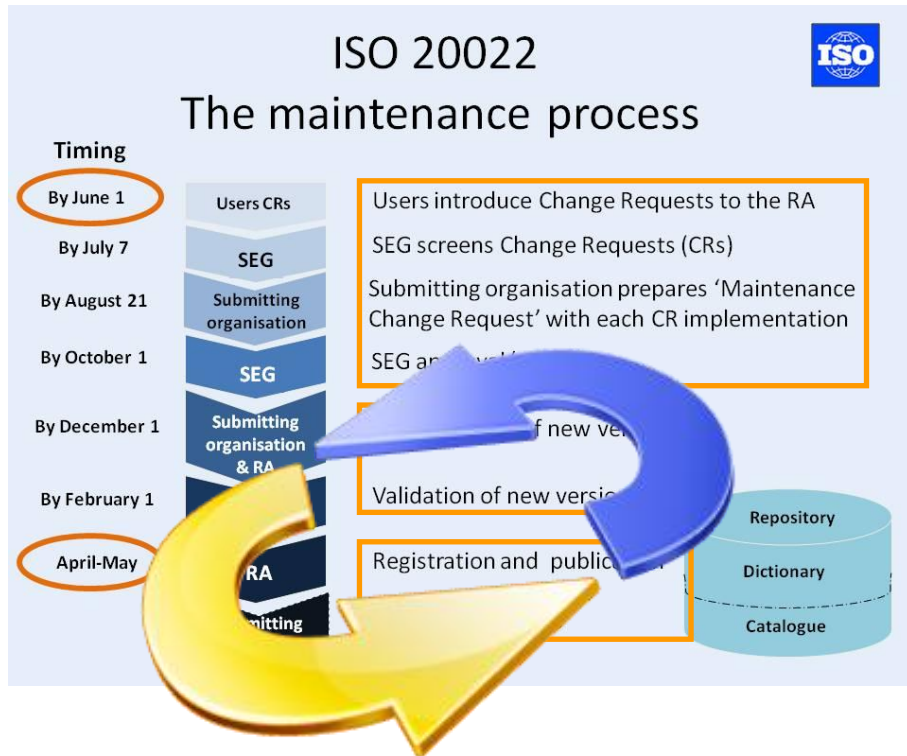 ISO 20022
ISO
The maintenance process
Timing
By June 1
Users CRs
Users introduce Change Requests to the RA
By July 7
SEG
SEG screens Change Requests (CRs)
By August 21
Submitting
organisation
Submitting organisation prepares ‘Maintenance
Change Request’ with each CR implementation
By October 1
SEG
SEG
By December 1
Submitting
organisation
& RA
of new
By February 1
Validation of new
Repository
April-May
RA
Registration and
Dictionary
Catalogue